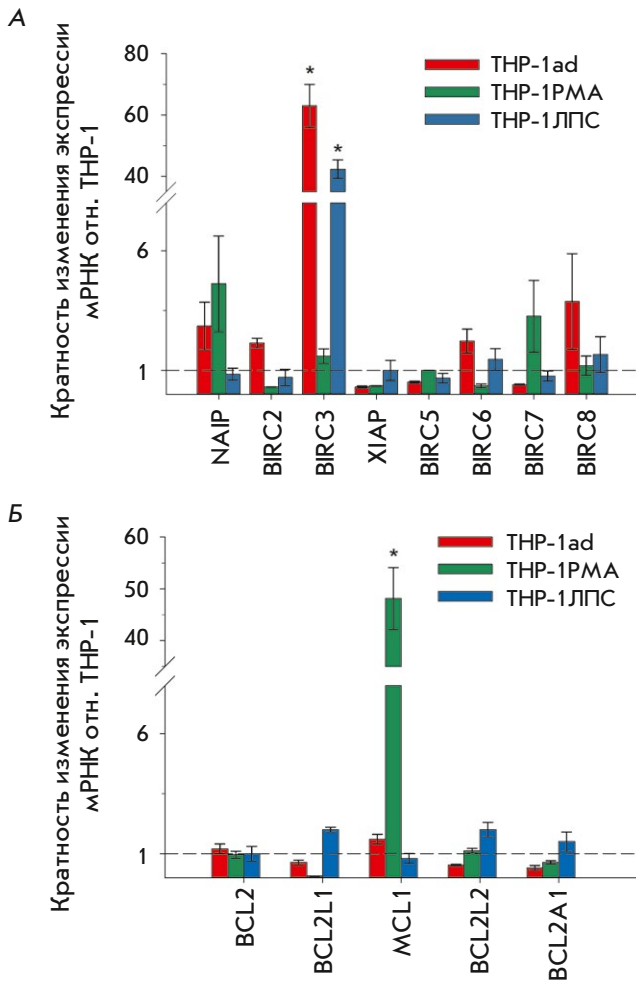 А
Кратность изменения экспрессии
мРНК отн. ТНР-1
80
60
40
6
1
* *
THP-1ad
THP-1PMA
THP-1ЛПС
NAIP
BIRC2
BIRC3
XIAP
BIRC5
BIRC6
BIRC7
BIRC8
Б
Кратность изменения экспрессии
мРНК отн. ТНР-1
60
50
40
6
1
*
THP-1ad
THP-1PMA
THP-1ЛПС
BCL2
BCL2L1
MCL1
BCL2L2
BCL2A1